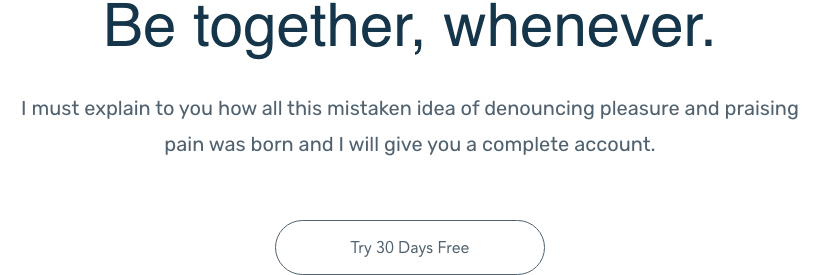 Be together, whenever.
I must explain to you how all this mistaken idea of denouncing pleasure and praising
pain was born and I will give you a complete account.
Try 30 Days Free